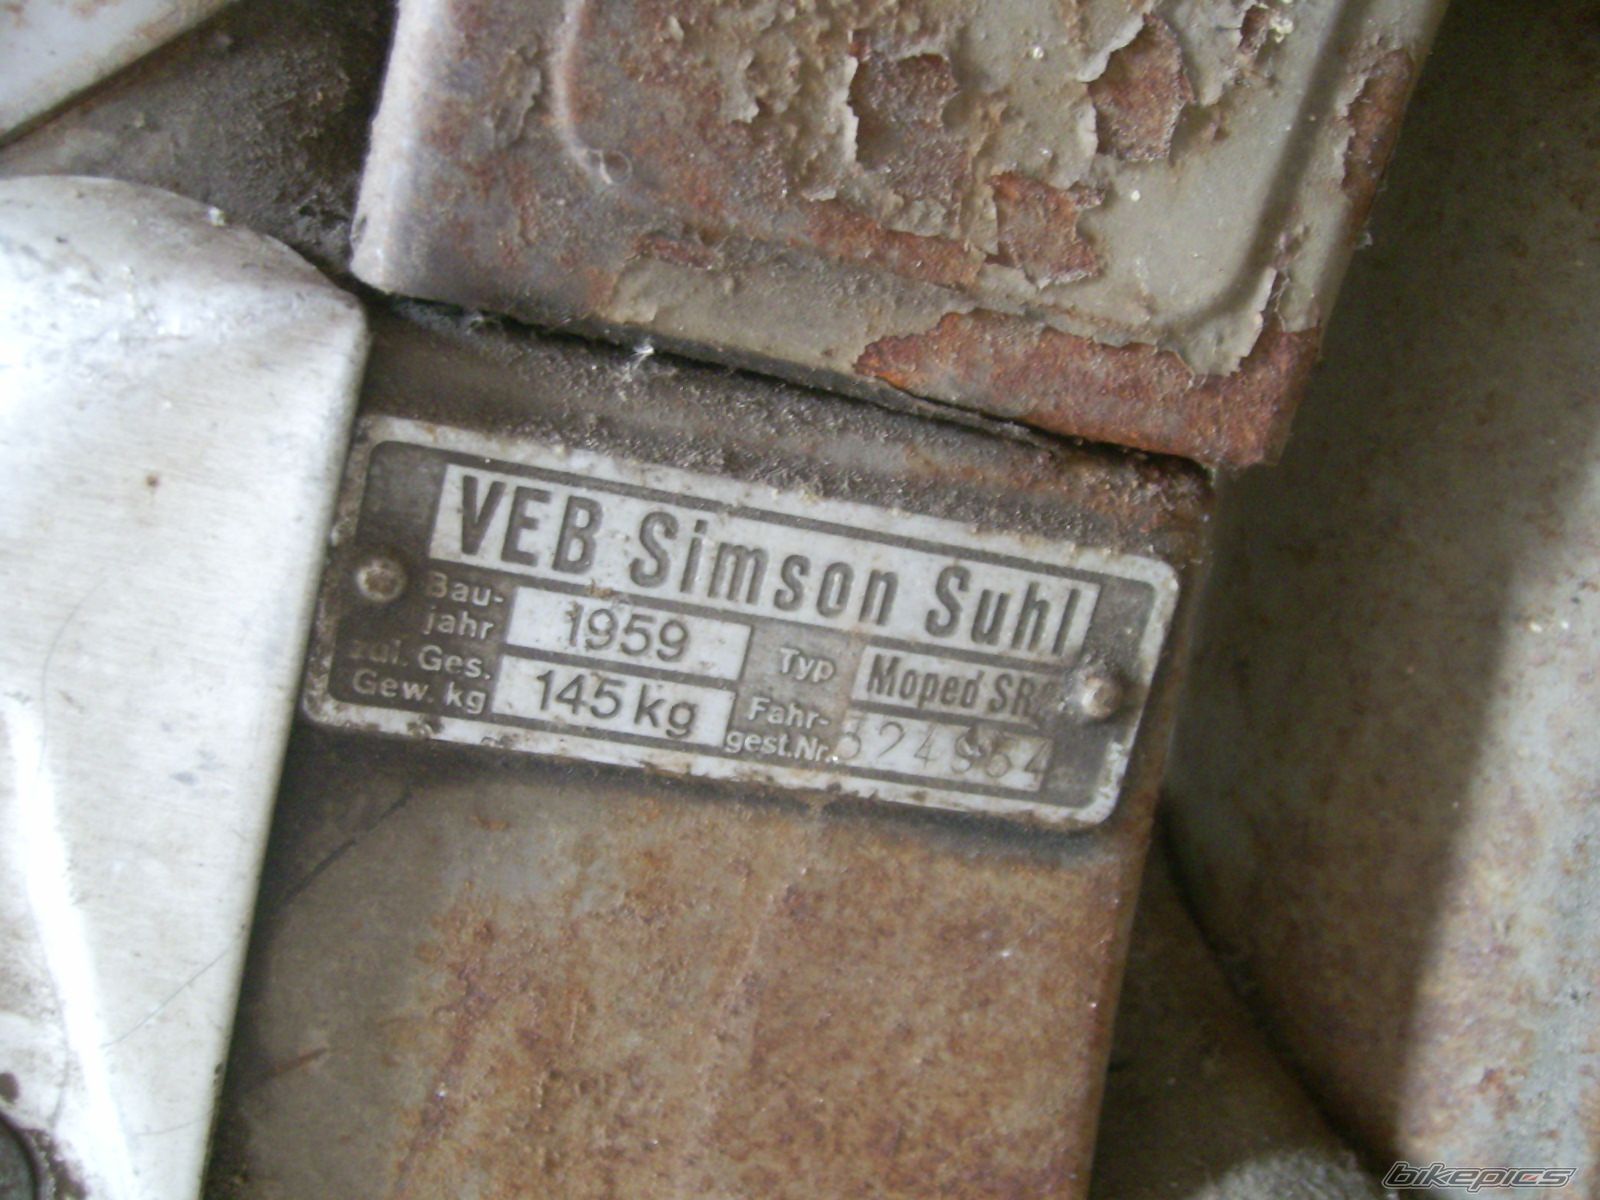 VEB Simson Suhl
Bau-
jahr 1959 Typ Moped SR
zul. Ges.
Gew. kg 145 kg Fahr-
gest.Nr.
bikepics